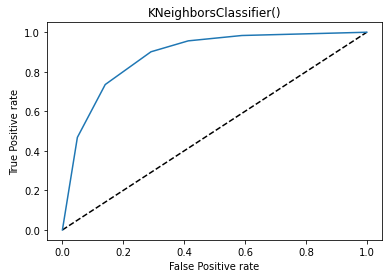 KNeighborsClassifier()
True Positive rate
1.0
0.8
0.6
0.4
0.2
0.0
0.0 0.2 0.4 0.6 0.8 1.0
False Positive rate